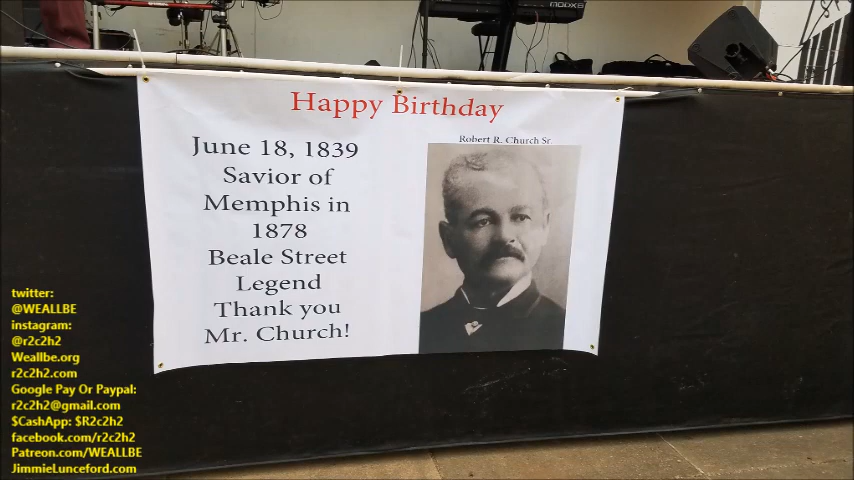 MODX8
Happy Birthday
June 18, 1839
Savior of
Memphis in
1878
Beale Street
Legend
Thank you
Mr. Church!
Robert R. Church Sr.
twitter:
@WEALLBE
instagram:
@r2c2h2
Weallbe.org
r2c2h2.com
Google Pay Or Paypal:
r2c2h2@gmail.com
$CashApp: $R2c2h2
facebook.com/r2c2h2
Patreon.com/WEALLBE
JimmieLunceford.com